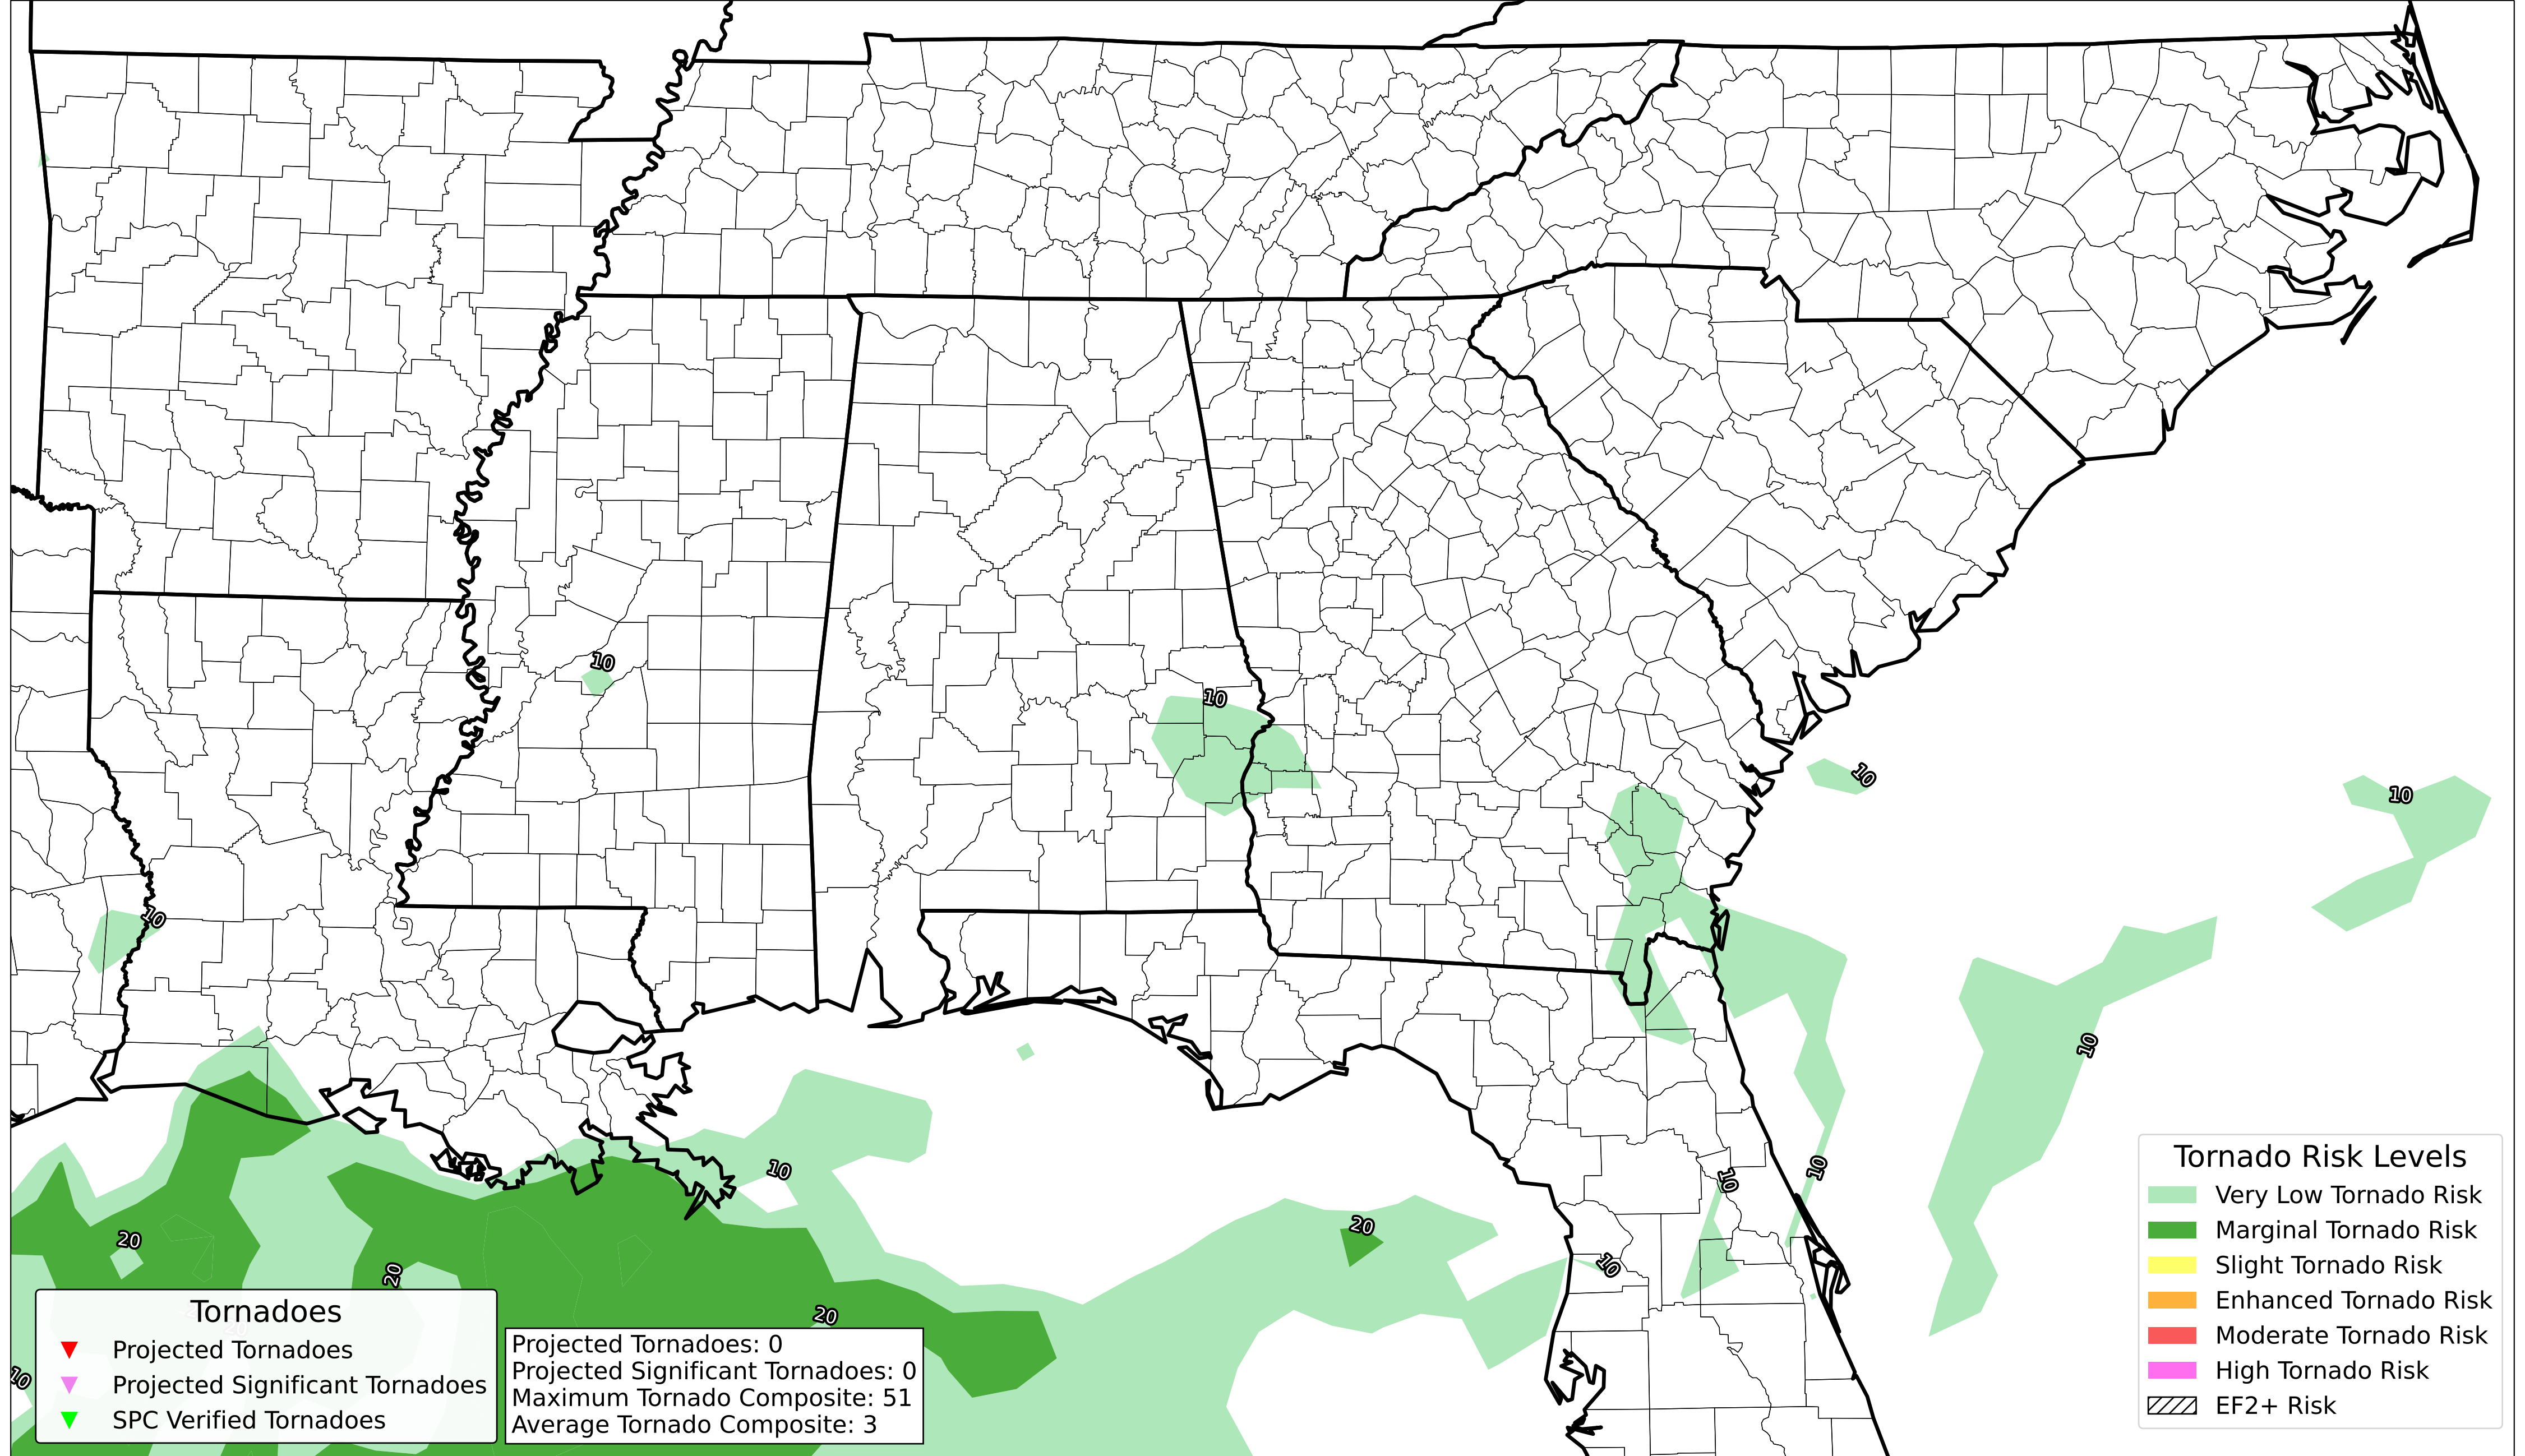 10
10
10
10
10
10
10
10
10
20
10
10
20
20
10
20
10
Tornadoes
Projected Tornadoes
Projected Significant Tornadoes
SPC Verified Tornadoes
Projected Tornadoes: 0
Projected Significant Tornadoes: 0
Maximum Tornado Composite: 51
Average Tornado Composite: 3
Tornado Risk Levels
Very Low Tornado Risk
Marginal Tornado Risk
Slight Tornado Risk
Enhanced Tornado Risk
Moderate Tornado Risk
High Tornado Risk
EF2+ Risk